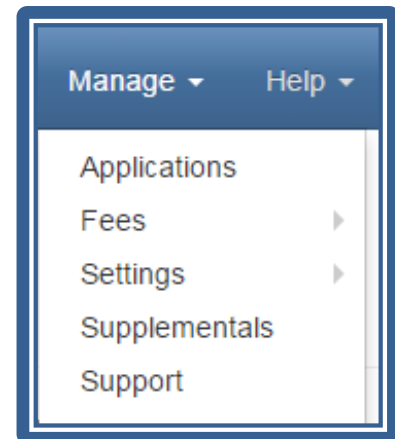 Manage Help
Applications
Fees
Settings
Supplementals
Support